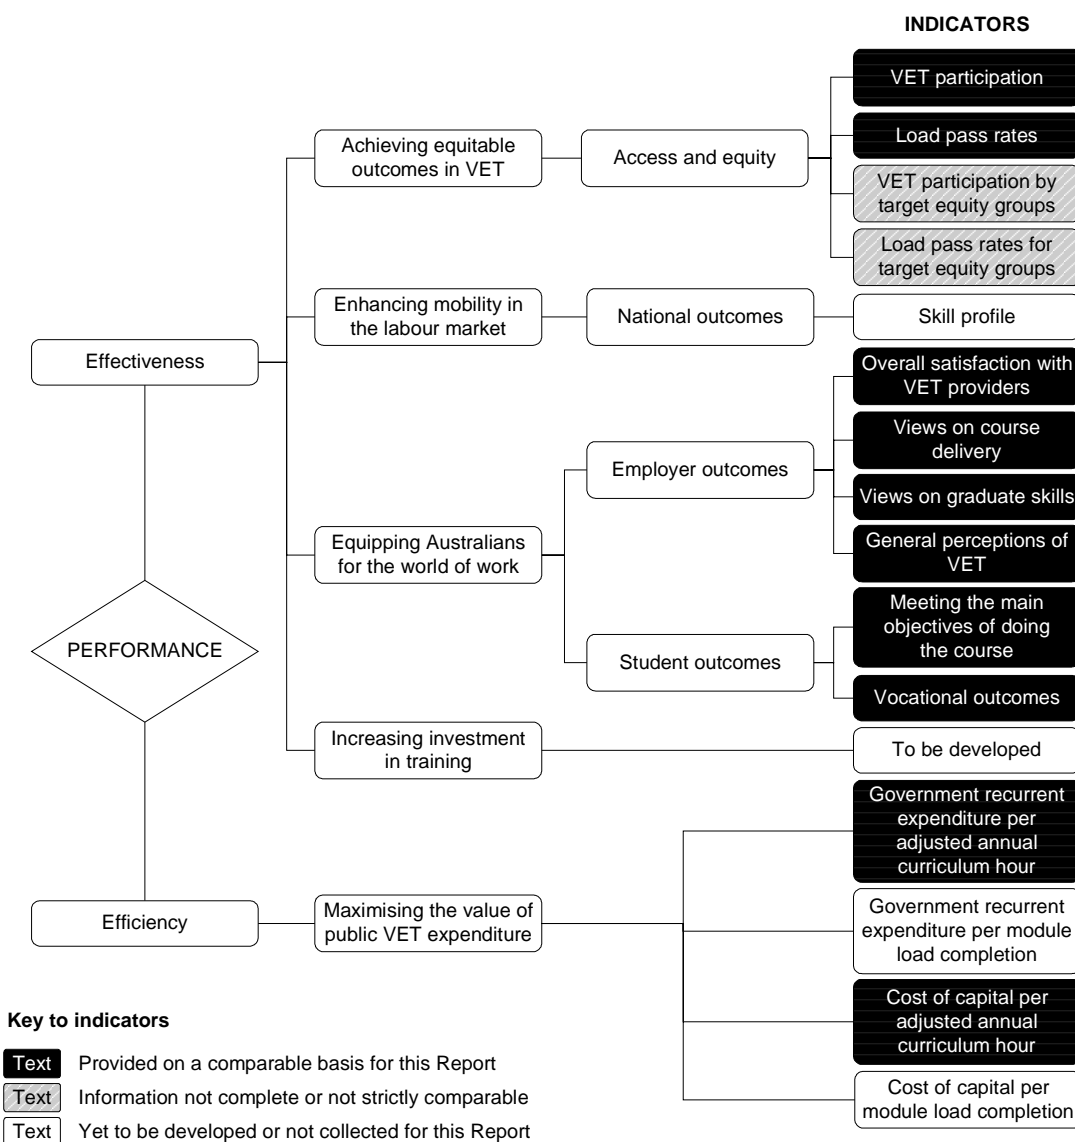 INDICATORS
VET participation
Load pass rates
VET participation by
target equity groups
Load pass rates for
target equity groups
Achieving equitable
outcomes in VET
Access and equity
Enhancing mobility in
the labour market
National outcomes
Skill profile
Effectiveness
Overall satisfaction with
VET providers
Views on course
delivery
Views on graduate skills
General perceptions of
VET
Employer outcomes
Equipping Australians
for the world of work
Meeting the main
objectives of doing
the course
Vocational outcomes
Student outcomes
PERFORMANCE
Increasing investment
in training
To be developed
Government recurrent
expenditure per
adjusted annual
curriculum hour
Efficiency
Maximising the value of
public VET expenditure
Government recurrent
expenditure per module
load completion
Cost of capital per
adjusted annual
curriculum hour
Cost of capital per
module load completion
Key to indicators
Text Provided on a comparable basis for this Report
Text Information not complete or not strictly comparable
Text Yet to be developed or not collected for this Report